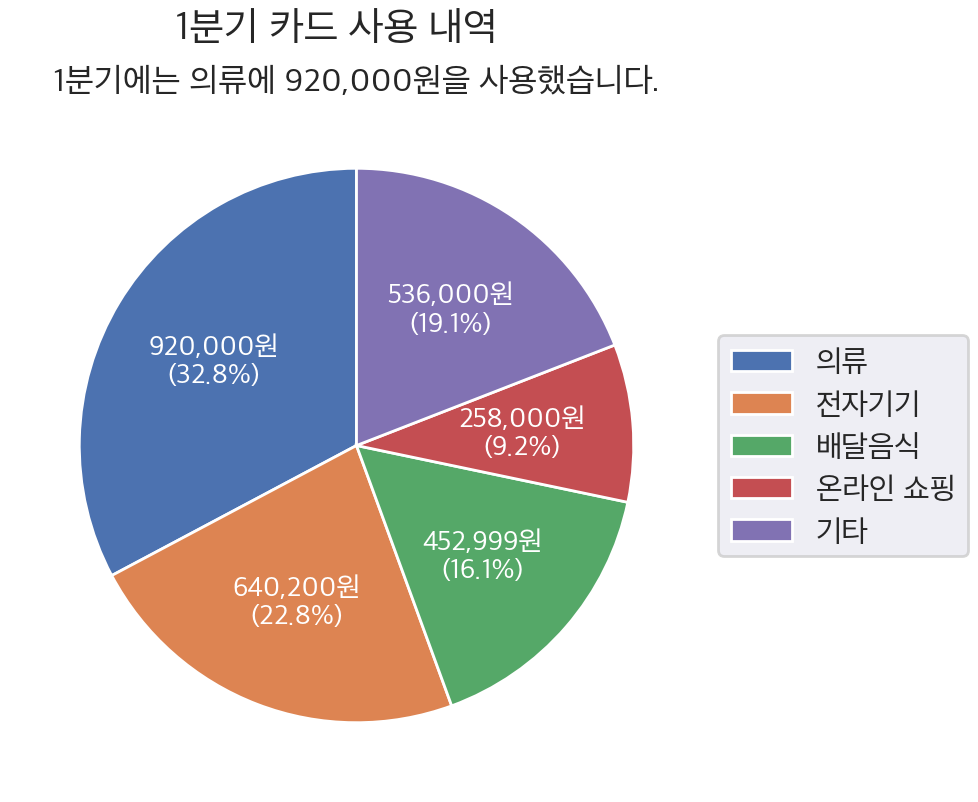 1분기 카드 사용 내역
1분기에는 의류에 920,000원을 사용했습니다.
536,000원
(19.1%)
920,000원
(32.8%)
258,000원
(9.2%)
452,999원
(16.1%)
640,200원
(22.8%)
의류
전자기기
배달음식
온라인 쇼핑
기타